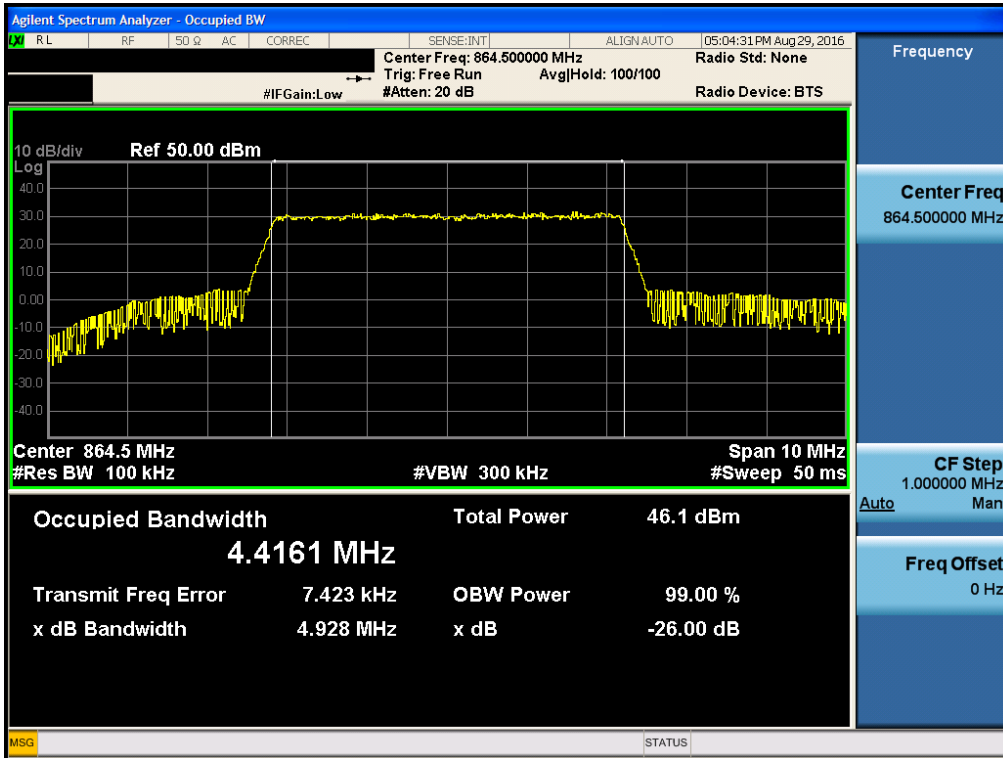 Agilent Spectrum Analyzer - Occupied BW
LXI RL RF 50 Ω AC CORREC SENSE:INT ALIGN AUTO 05:04:31 PM Aug 29, 2016
Center Freq: 864.500000 MHz Radio Std: None
Trig: Free Run Avg|Hold: 100/100
#IFGain:Low #Atten: 20 dB Radio Device: BTS
10 dB/div Ref 50.00 dBm
Log
40.0
30.0
20.0
10.0
0.00
-10.0
-20.0
-30.0
-40.0
Center 864.5 MHz Span 10 MHz
#Res BW 100 kHz #VBW 300 kHz #Sweep 50 ms
Occupied Bandwidth Total Power 46.1 dBm
4.4161 MHz
Transmit Freq Error 7.423 kHz OBW Power 99.00 %
x dB Bandwidth 4.928 MHz x dB -26.00 dB
Frequency
Center Freq
864.500000 MHz
CF Step
1.000000 MHz
Auto Man
Freq Offset
0 Hz
MSG STATUS